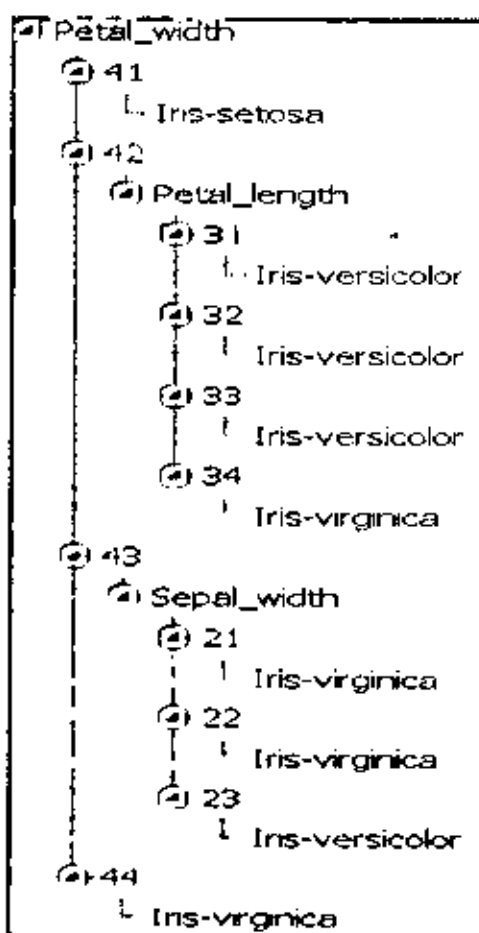 Petal_width
41
Iris-setosa
42
Petal_length
31
Iris-versicolor
32
Iris-versicolor
33
Iris-versicolor
34
Iris-virginica
43
Sepal_width
21
Iris-virginica
22
Iris-virginica
23
Iris-versicolor
44
Iris-virginica